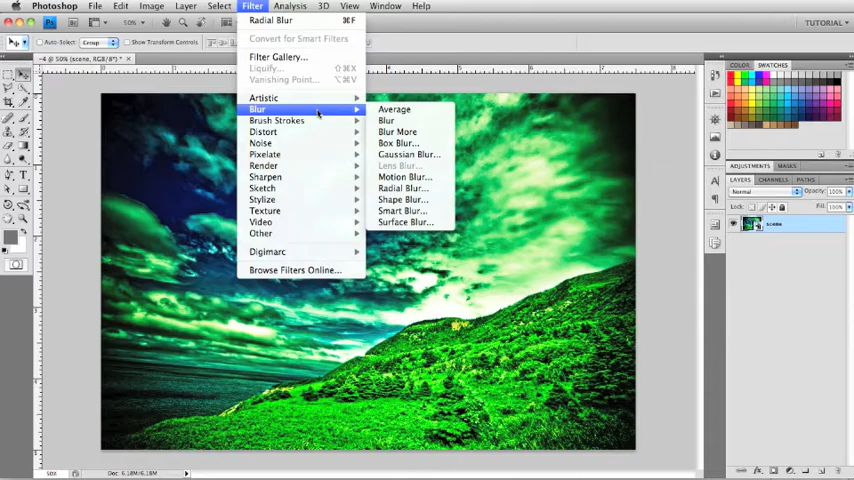 Photoshop File Edit Image Layer Select Filter Analysis 3D View Window Help
50%
TUTORIAL
Auto-Select: Group Show Transform Controls
-4 @ 50% (scene, RGB/8*) *
Radial Blur ⌘F
Convert for Smart Filters
Filter Gallery...
Liquify... ⇧⌘X
Vanishing Point... ⌥⌘V
Artistic
Blur
Brush Strokes
Distort
Noise
Pixelate
Render
Sharpen
Sketch
Stylize
Texture
Video
Other
Digimarc
Browse Filters Online...
Average
Blur
Blur More
Box Blur...
Gaussian Blur...
Lens Blur...
Motion Blur...
Radial Blur...
Shape Blur...
Smart Blur...
Surface Blur...
COLOR SWATCHES
ADJUSTMENTS MASKS
LAYERS CHANNELS PATHS
Normal Opacity: 100%
Lock: Fill: 100%
scene
50% Doc: 6.18M/6.18M